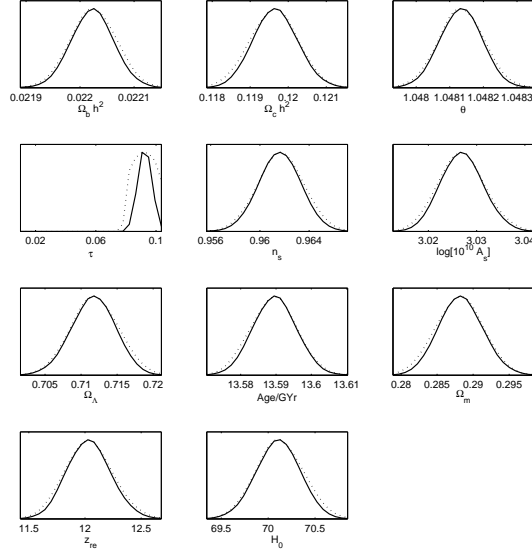 0.0219 0.022 0.0221
Ω_b h^2
0.118 0.119 0.12 0.121
Ω_c h^2
1.048 1.0481 1.0482 1.0483
θ
0.02 0.06 0.1
τ
0.956 0.96 0.964
n_s
3.02 3.03 3.04
log[10^10 A_s]
0.705 0.71 0.715 0.72
Ω_Λ
13.58 13.59 13.6 13.61
Age/GYr
0.28 0.285 0.29 0.295
Ω_m
11.5 12 12.5
z_re
69.5 70 70.5
H_0